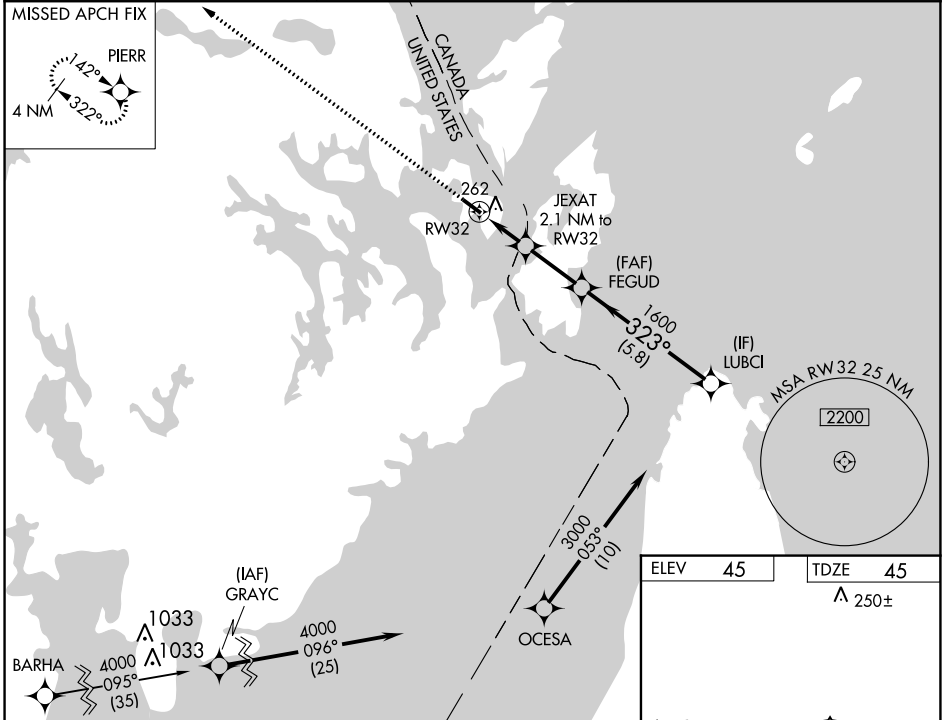 MISSED APCH FIX
PIERR
142°
4 NM
322°
CANADA
UNITED STATES
262
RW32
JEXAT
2.1 NM to
RW32
(FAF)
FEGUD
1600
323°
(5.8)
(IF)
LUBCI
MSA RW32 25 NM
2200
3000
053°
(10)
OCESA
(IAF)
GRAYC
1033
1033
BARHA
4000
095°
(35)
4000
096°
(25)
ELEV 45
TDZE 45
250±